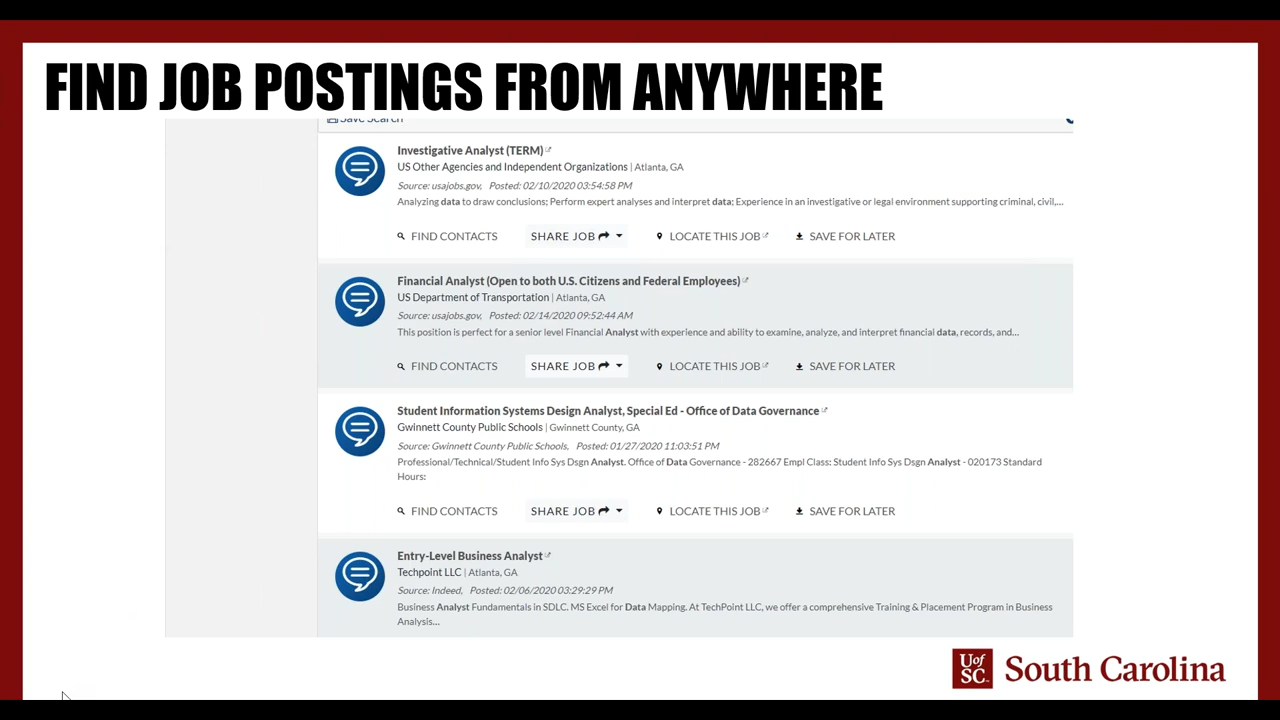 FIND JOB POSTINGS FROM ANYWHERE
Save Search
Investigative Analyst (TERM)
US Other Agencies and Independent Organizations | Atlanta, GA
Source: usajobs.gov, Posted: 02/10/2020 03:54:58 PM
Analyzing data to draw conclusions; Perform expert analyses and interpret data; Experience in an investigative or legal environment supporting criminal, civil,...
FIND CONTACTS SHARE JOB LOCATE THIS JOB SAVE FOR LATER
Financial Analyst (Open to both U.S. Citizens and Federal Employees)
US Department of Transportation | Atlanta, GA
Source: usajobs.gov, Posted: 02/14/2020 09:52:44 AM
This position is perfect for a senior level Financial Analyst with experience and ability to examine, analyze, and interpret financial data, records, and...
FIND CONTACTS SHARE JOB LOCATE THIS JOB SAVE FOR LATER
Student Information Systems Design Analyst, Special Ed - Office of Data Governance
Gwinnett County Public Schools | Gwinnett County, GA
Source: Gwinnett County Public Schools, Posted: 01/27/2020 11:03:51 PM
Professional/Technical/Student Info Sys Dsgn Analyst. Office of Data Governance - 282667 Empl Class: Student Info Sys Dsgn Analyst - 020173 Standard
Hours:
FIND CONTACTS SHARE JOB LOCATE THIS JOB SAVE FOR LATER
Entry-Level Business Analyst
Techpoint LLC | Atlanta, GA
Source: Indeed, Posted: 02/06/2020 03:29:29 PM
Business Analyst Fundamentals in SDLC. MS Excel for Data Mapping. At TechPoint LLC, we offer a comprehensive Training & Placement Program in Business
Analysis...
UofSC South Carolina